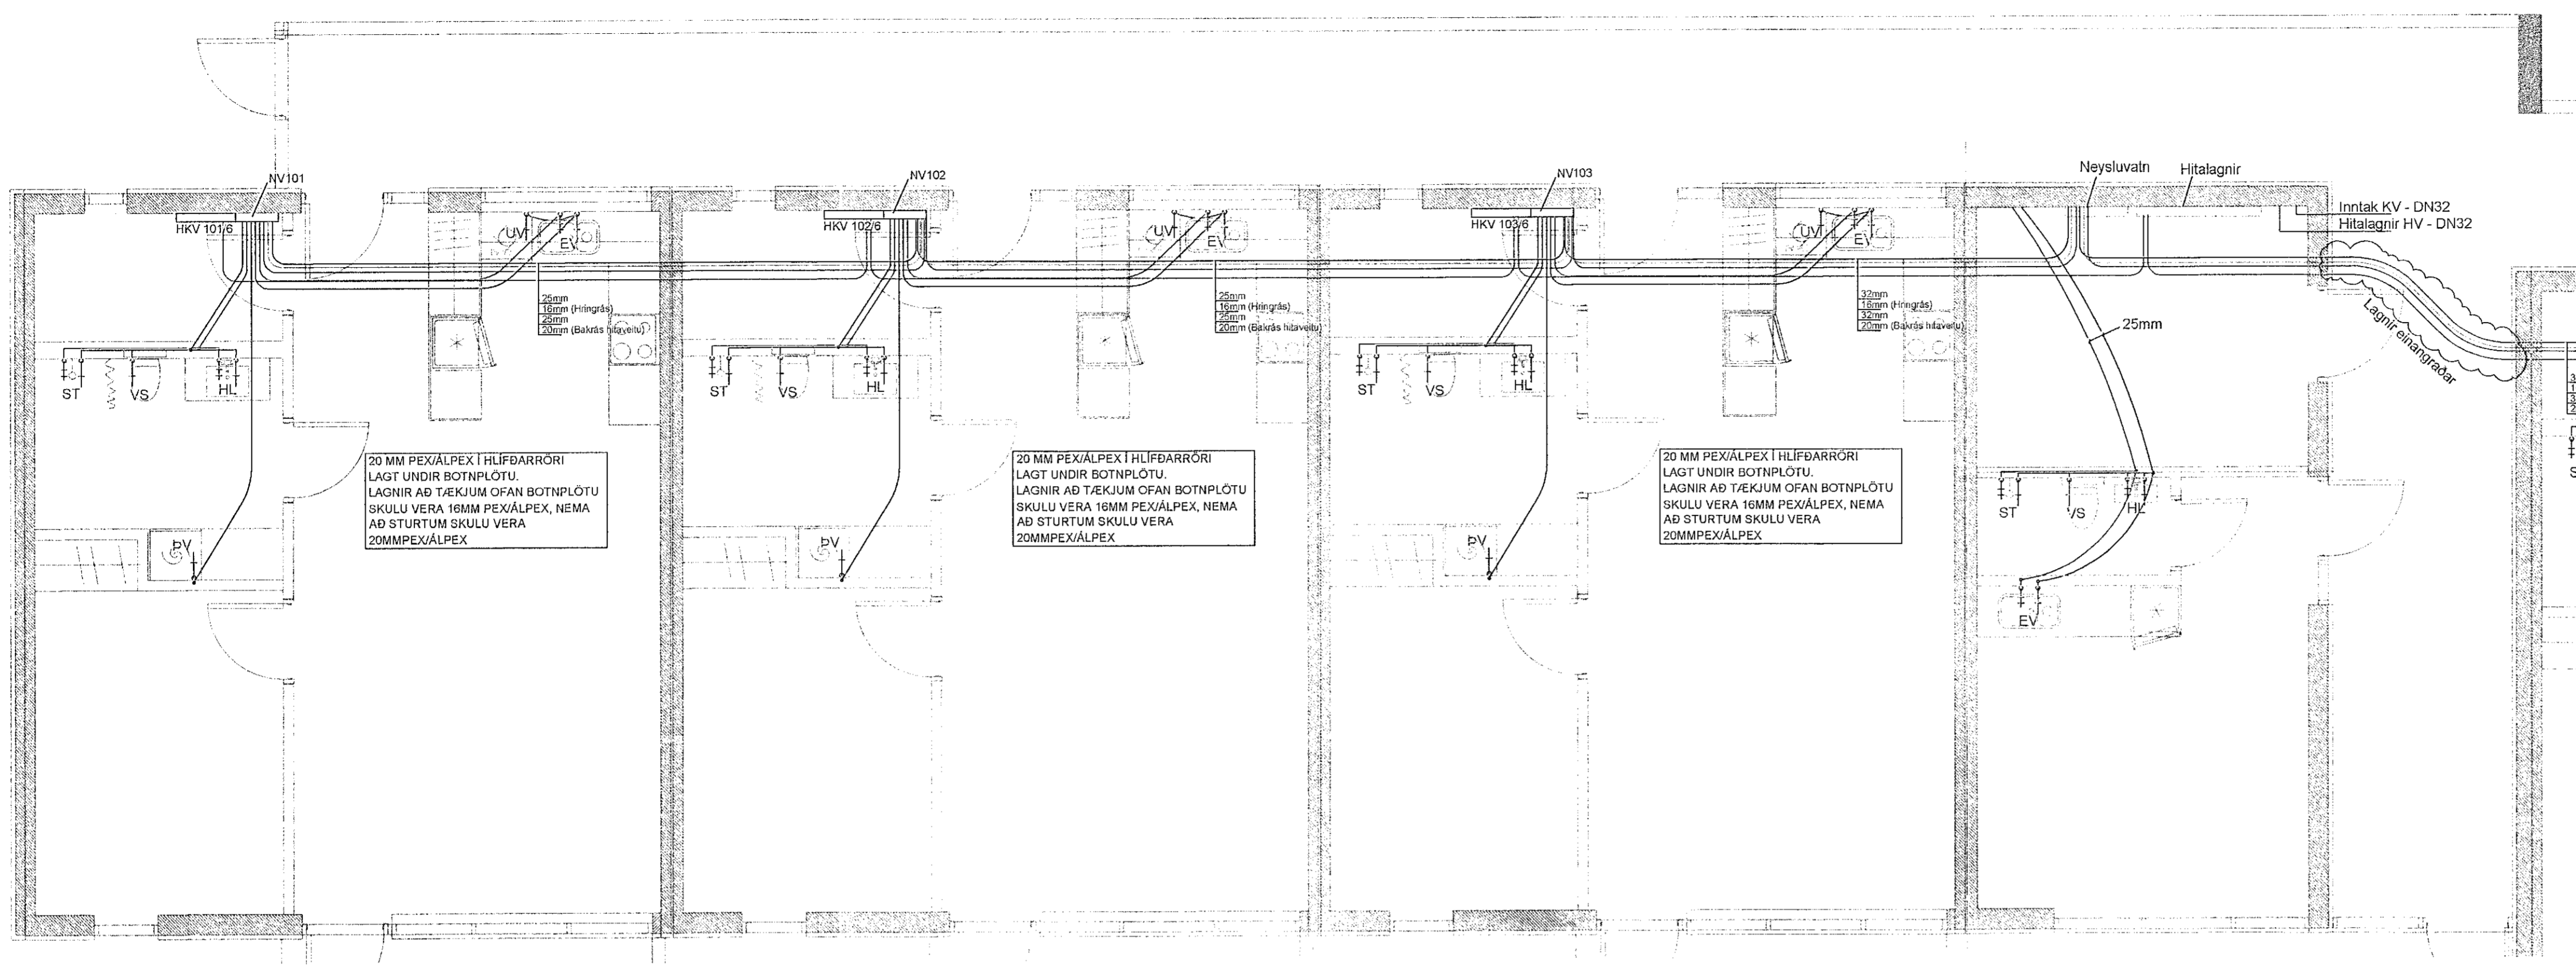 NV101
HKV 101/6
UV
EV
25mm
16mm (Hringrás)
25mm
20mm (Bakrás hitaveitu)
ST
VS
HL
20 MM PEX/ÁLPEX Í HLÍFÐARRÖRI
LAGT UNDIR BOTNPLÖTU.
LAGNIR AÐ TÆKJUM OFAN BOTNPLÖTU
SKULU VERA 16MM PEX/ÁLPEX, NEMA
AÐ STURTUM SKULU VERA
20MMPEX/ÁLPEX
ÞV
NV102
HKV 102/6
UV
EV
25mm
16mm (Hringrás)
25mm
20mm (Bakrás hitaveitu)
ST
VS
HL
20 MM PEX/ÁLPEX Í HLÍFÐARRÖRI
LAGT UNDIR BOTNPLÖTU.
LAGNIR AÐ TÆKJUM OFAN BOTNPLÖTU
SKULU VERA 16MM PEX/ÁLPEX, NEMA
AÐ STURTUM SKULU VERA
20MMPEX/ÁLPEX
ÞV
NV103
HKV 103/6
UV
EV
32mm
16mm (Hringrás)
32mm
20mm (Bakrás hitaveitu)
ST
VS
HL
20 MM PEX/ÁLPEX Í HLÍFÐARRÖRI
LAGT UNDIR BOTNPLÖTU.
LAGNIR AÐ TÆKJUM OFAN BOTNPLÖTU
SKULU VERA 16MM PEX/ÁLPEX, NEMA
AÐ STURTUM SKULU VERA
20MMPEX/ÁLPEX
ÞV
Neysluvatn
Hitalagnir
Inntak KV - DN32
Hitalagnir HV - DN32
25mm
Lagnir einangraðar
ST
VS
HL
EV